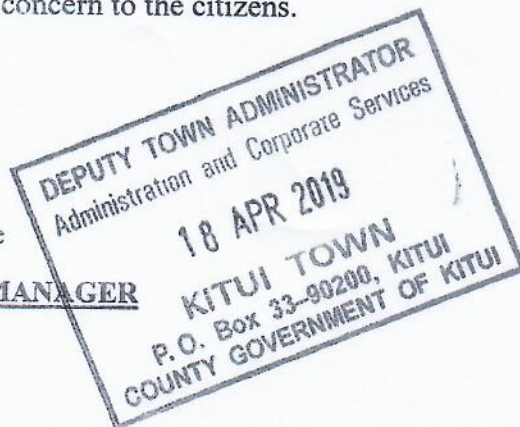 concern to the citizens.
DEPUTY TOWN ADMINISTRATOR
Administration and Corporate Services
18 APR 2019
KITUI TOWN
P. O. Box 33-90200, KITUI
COUNTY GOVERNMENT OF KITUI
MANAGER